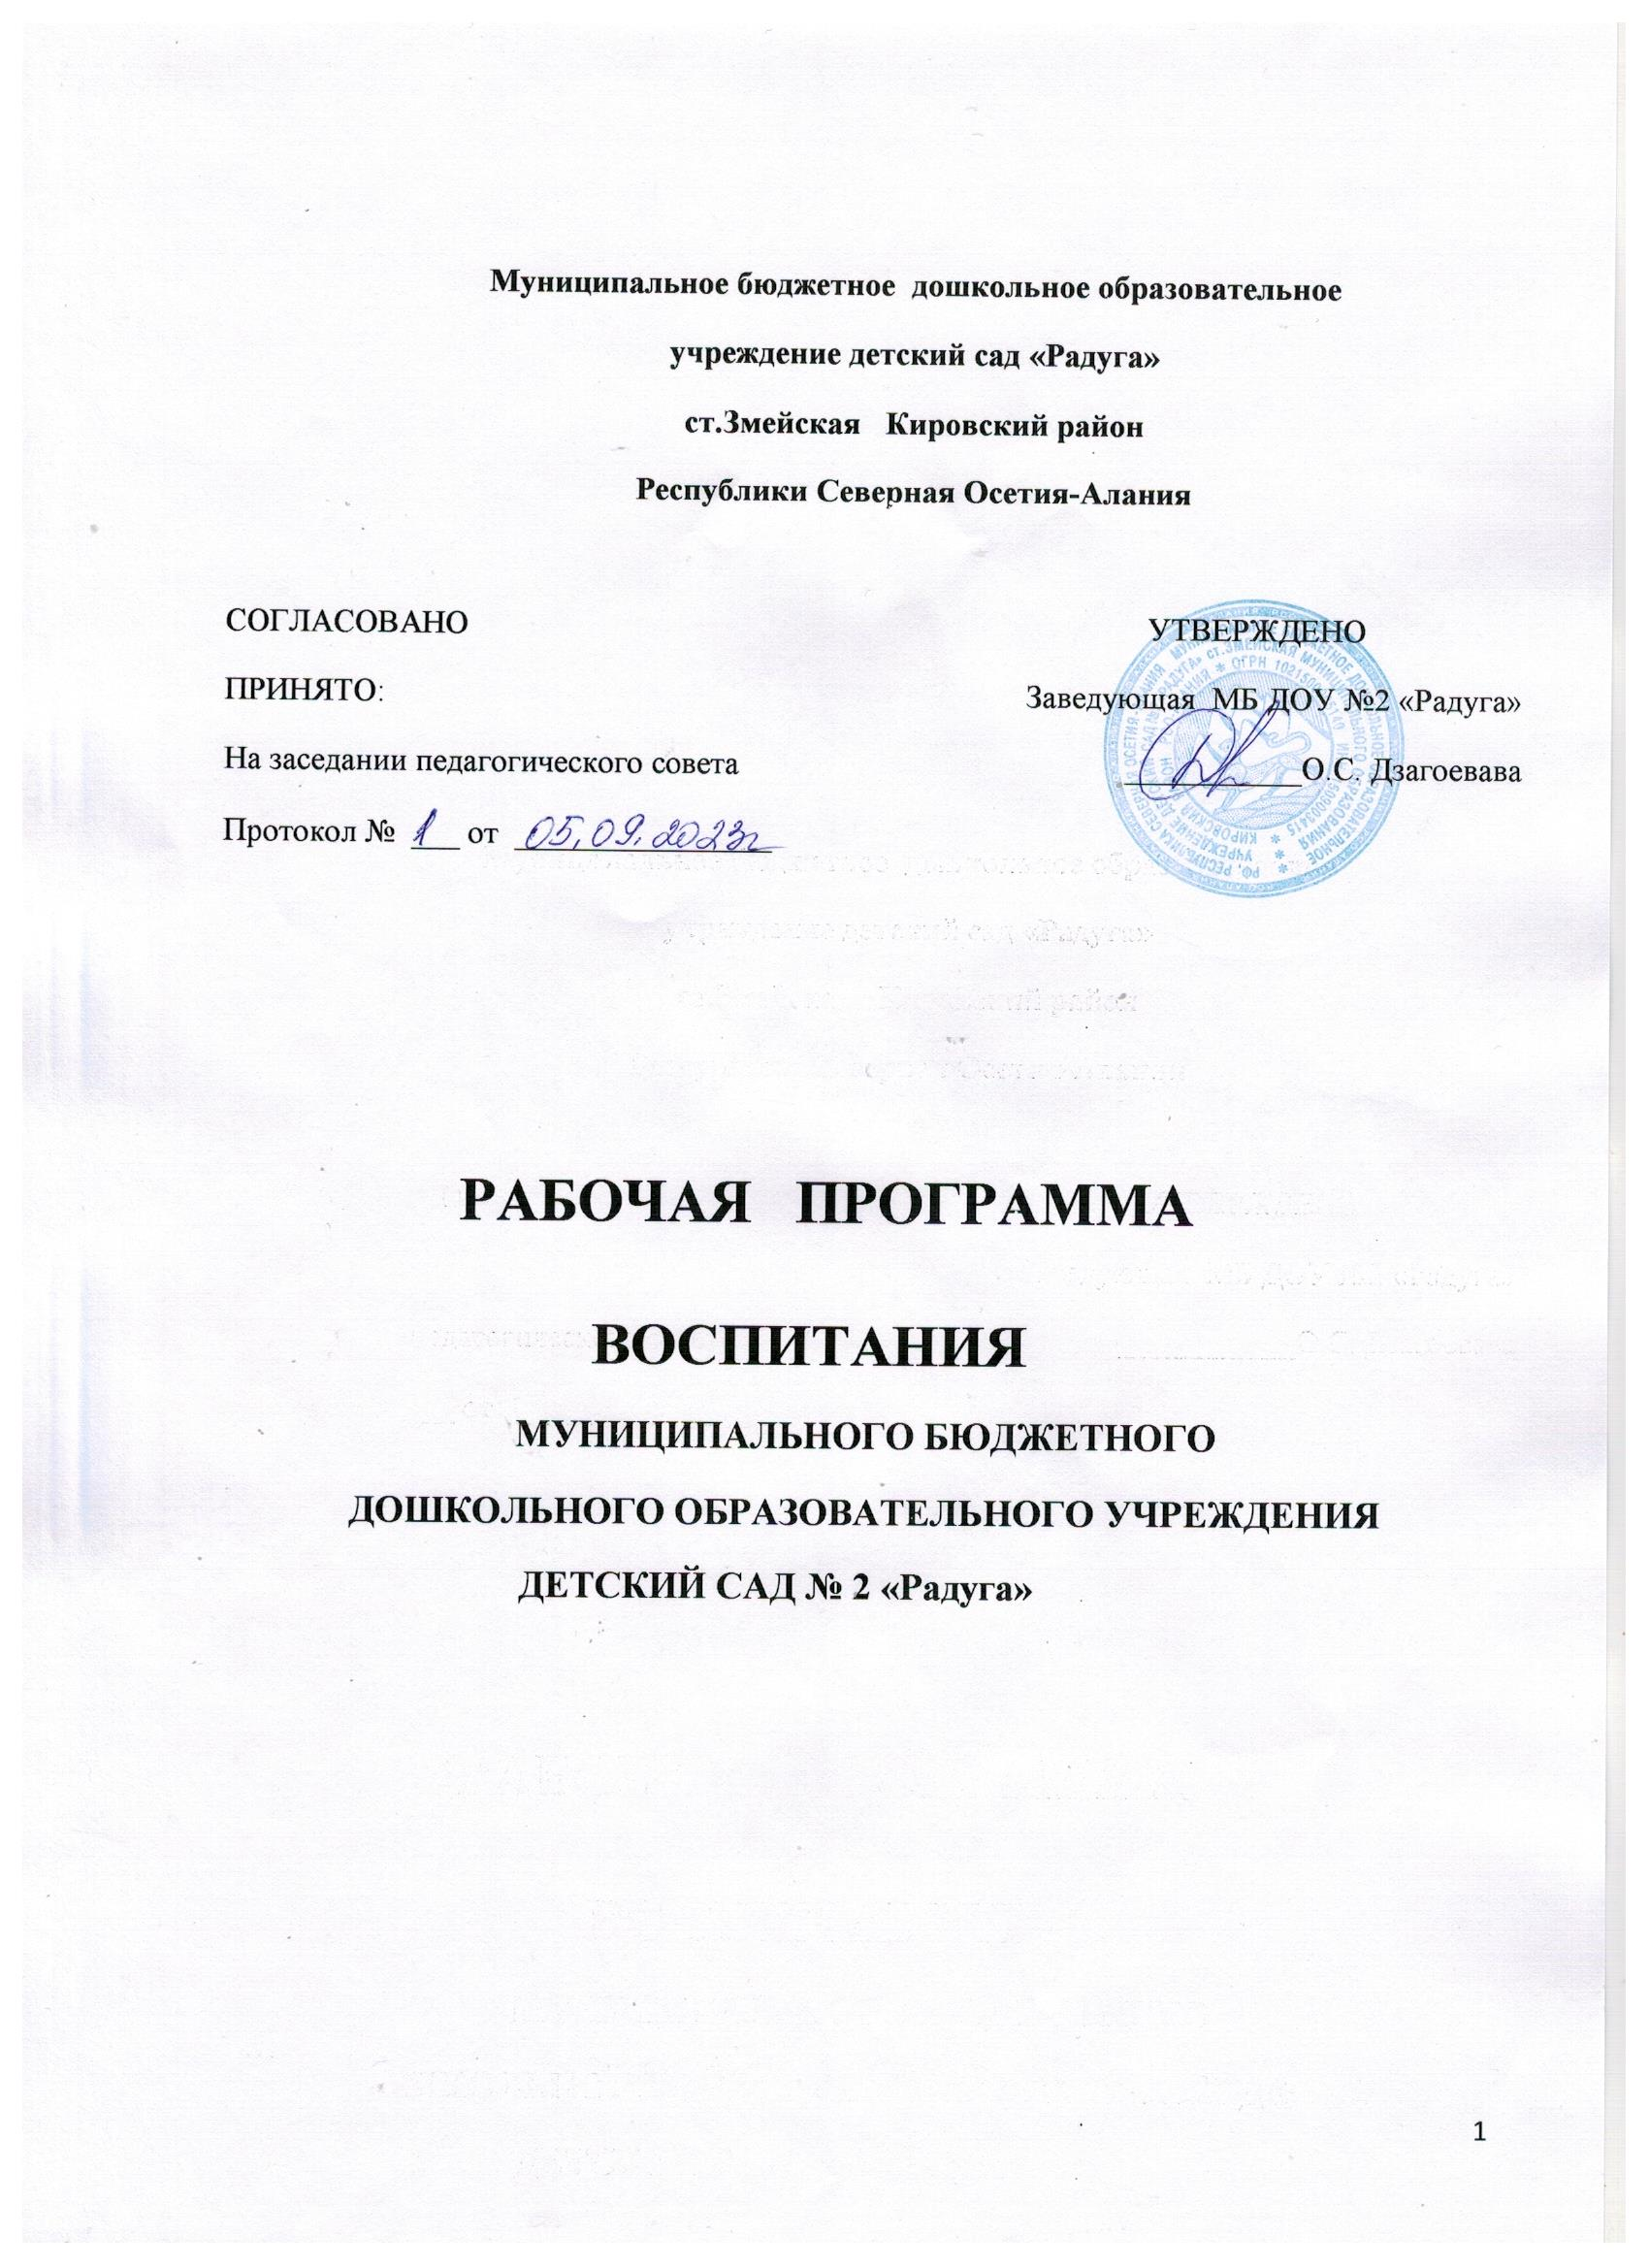 Муниципальное бюджетное дошкольное образовательное
учреждение детский сад «Радуга»
ст.Змейская Кировский район
Республики Северная Осетия-Алания
СОГЛАСОВАНО
УТВЕРЖДЕНО
ПРИНЯТО:
Заведующая МБ ДОУ №2 «Радуга»
На заседании педагогического совета
____________О.С. Дзагоевава
Протокол № 1 от 05.09.2023г
РАБОЧАЯ ПРОГРАММА
ВОСПИТАНИЯ
МУНИЦИПАЛЬНОГО БЮДЖЕТНОГО
ДОШКОЛЬНОГО ОБРАЗОВАТЕЛЬНОГО УЧРЕЖДЕНИЯ
ДЕТСКИЙ САД № 2 «Радуга»
1